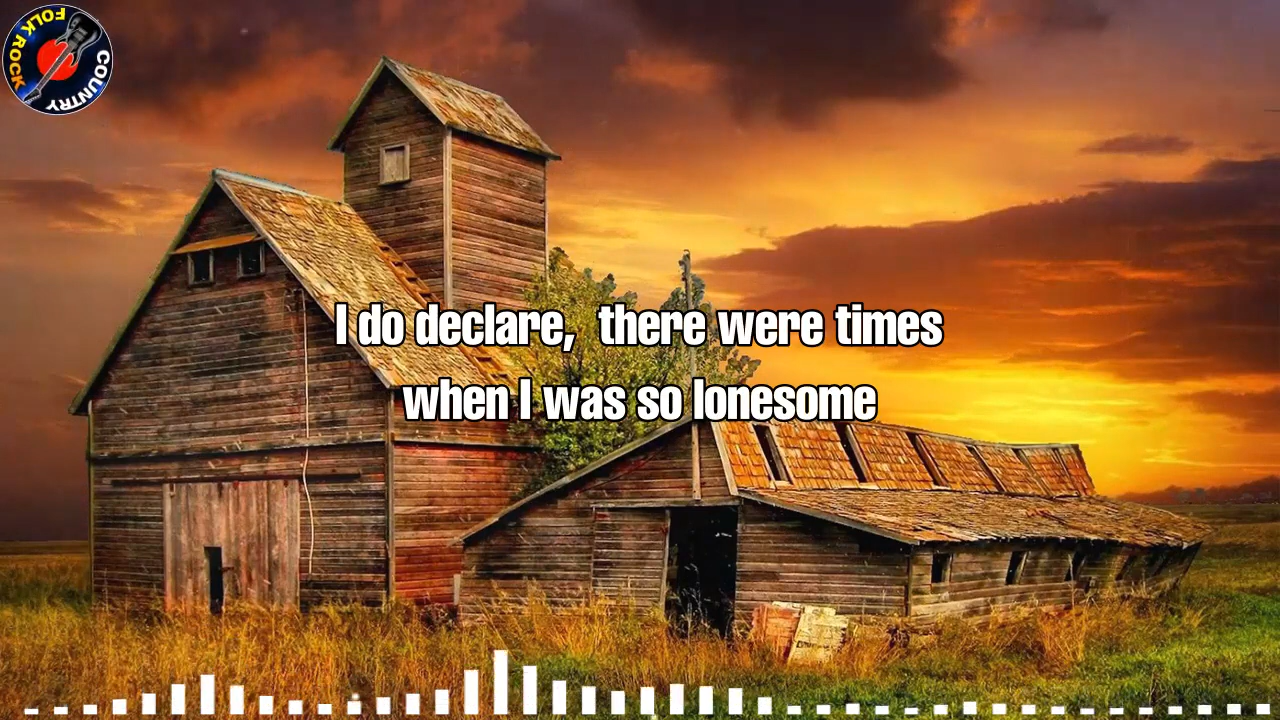 FOLK ROCK
COUNTRY
I do declare, there were times
when I was so lonesome